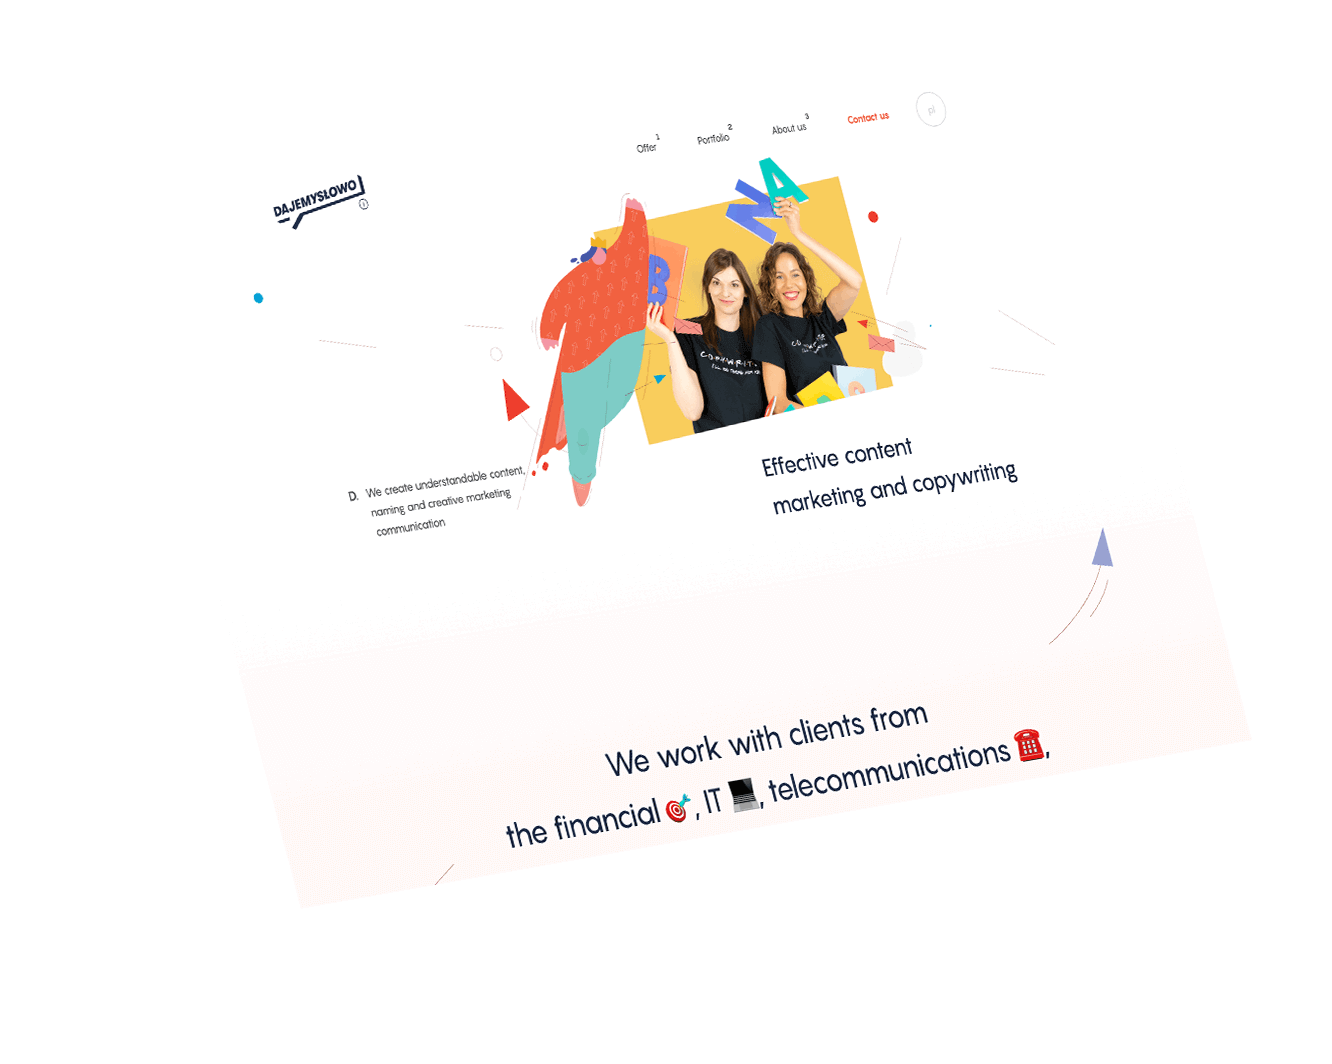 Offer 1
Portfolio 2
About us 3
Contact us
pl
DAJEMYSŁOWO
N A
B
COPYWRITER
D. We create understandable content,
naming and creative marketing
communication
Effective content
marketing and copywriting
We work with clients from
the financial 🎯, IT 💻, telecommunications ☎️,